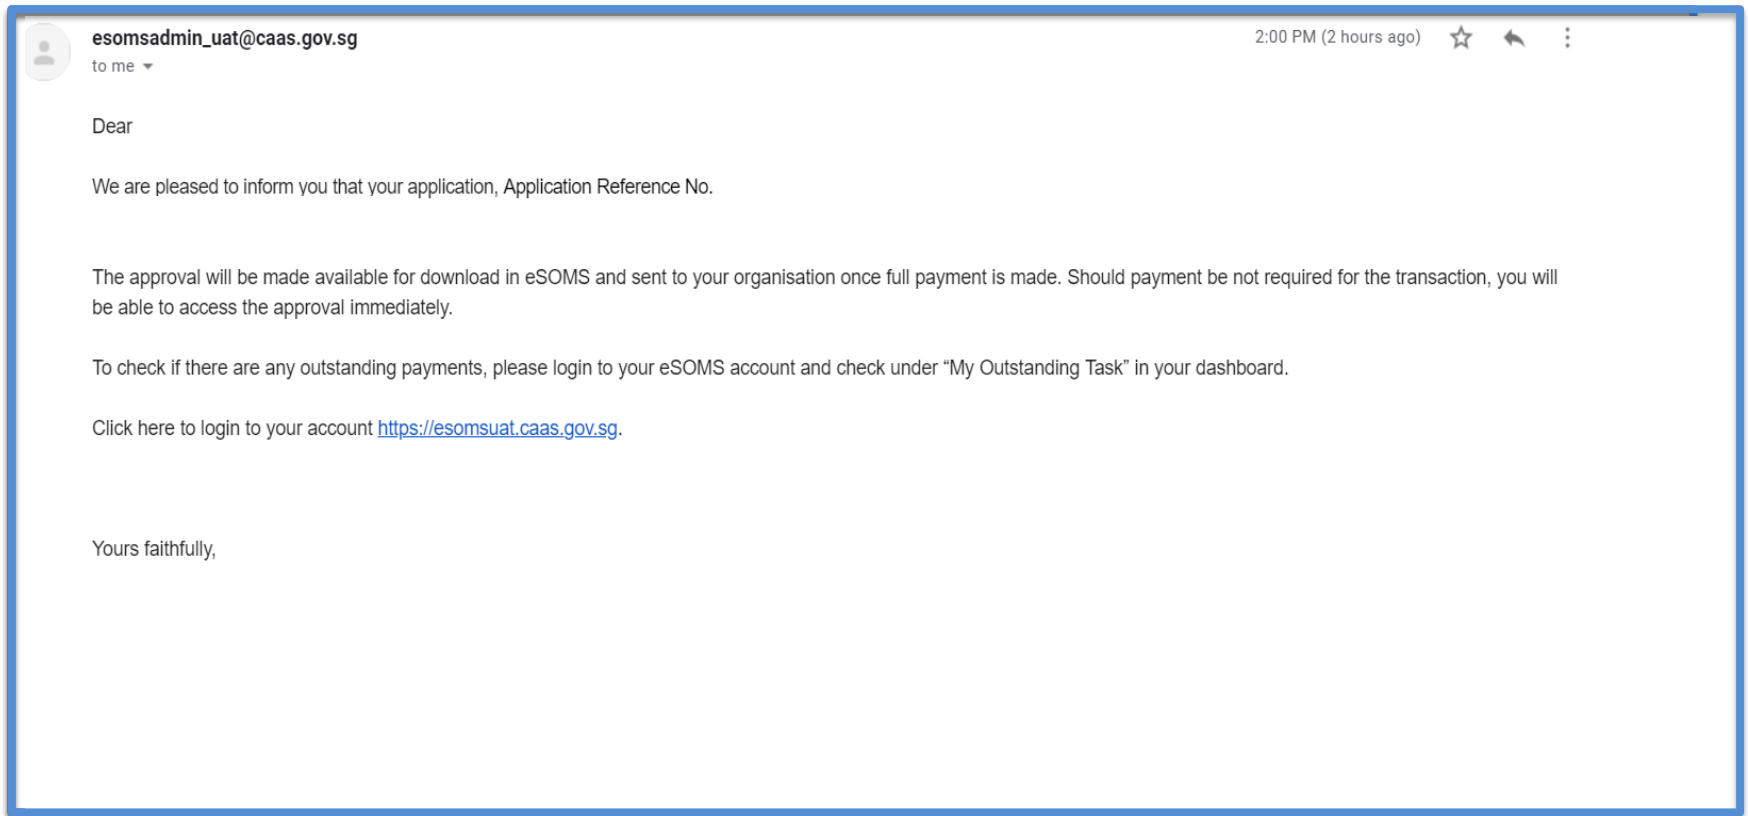 esomsadmin_uat@caas.gov.sg
2:00 PM (2 hours ago)
to me
Dear
We are pleased to inform you that your application, Application Reference No.
The approval will be made available for download in eSOMS and sent to your organisation once full payment is made. Should payment be not required for the transaction, you will
be able to access the approval immediately.
To check if there are any outstanding payments, please login to your eSOMS account and check under “My Outstanding Task” in your dashboard.
Click here to login to your account https://esomsuat.caas.gov.sg.
Yours faithfully,